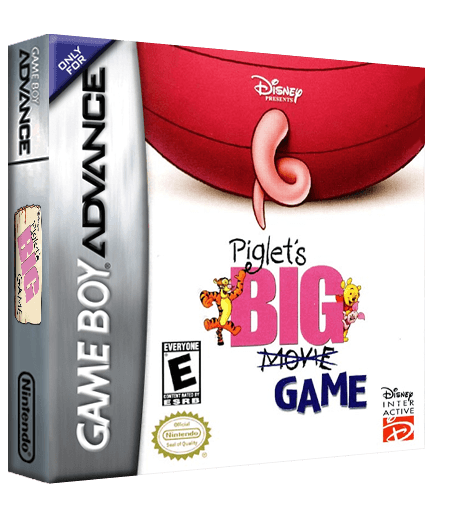 GAME BOY
ADVANCE
Piglet's
BIG
GAME
Nintendo
GAME BOY ADVANCE
ONLY
FOR
DISNEY
PRESENTS
Piglet's
BIG
MOVIE
GAME
EVERYONE
E
CONTENT RATED BY
ESRB
Official
Nintendo
Seal of Quality
DISNEY
INTER
ACTIVE